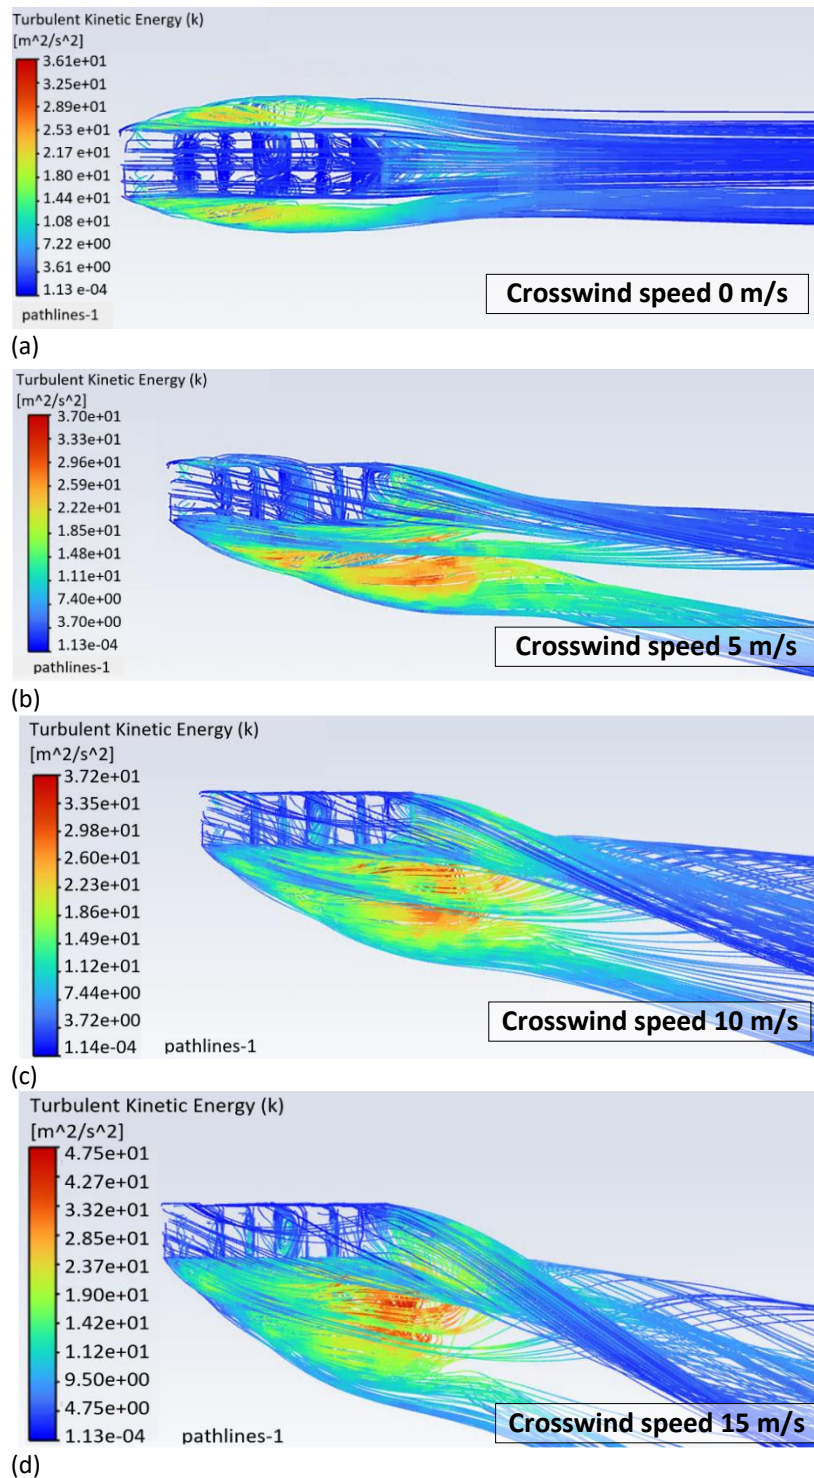 Turbulent Kinetic Energy (k)
[m^2/s^2]
3.61e+01
3.25e+01
2.89e+01
2.53 e+01
2.17 e+01
1.80 e+01
1.44 e+01
1.08 e+01
7.22 e+00
3.61 e+00
1.13 e-04
pathlines-1
Crosswind speed 0 m/s
(a)
Turbulent Kinetic Energy (k)
[m^2/s^2]
3.70e+01
3.33e+01
2.96e+01
2.59e+01
2.22e+01
1.85e+01
1.48e+01
1.11e+01
7.40e+00
3.70e+00
1.13e-04
pathlines-1
Crosswind speed 5 m/s
(b)
Turbulent Kinetic Energy (k)
[m^2/s^2]
3.72e+01
3.35e+01
2.98e+01
2.60e+01
2.23e+01
1.86e+01
1.49e+01
1.12e+01
7.44e+00
3.72e+00
1.14e-04
pathlines-1
Crosswind speed 10 m/s
(c)
Turbulent Kinetic Energy (k)
[m^2/s^2]
4.75e+01
4.27e+01
3.32e+01
2.85e+01
2.37e+01
1.90e+01
1.42e+01
1.12e+01
9.50e+00
4.75e+00
1.13e-04
pathlines-1
Crosswind speed 15 m/s
(d)